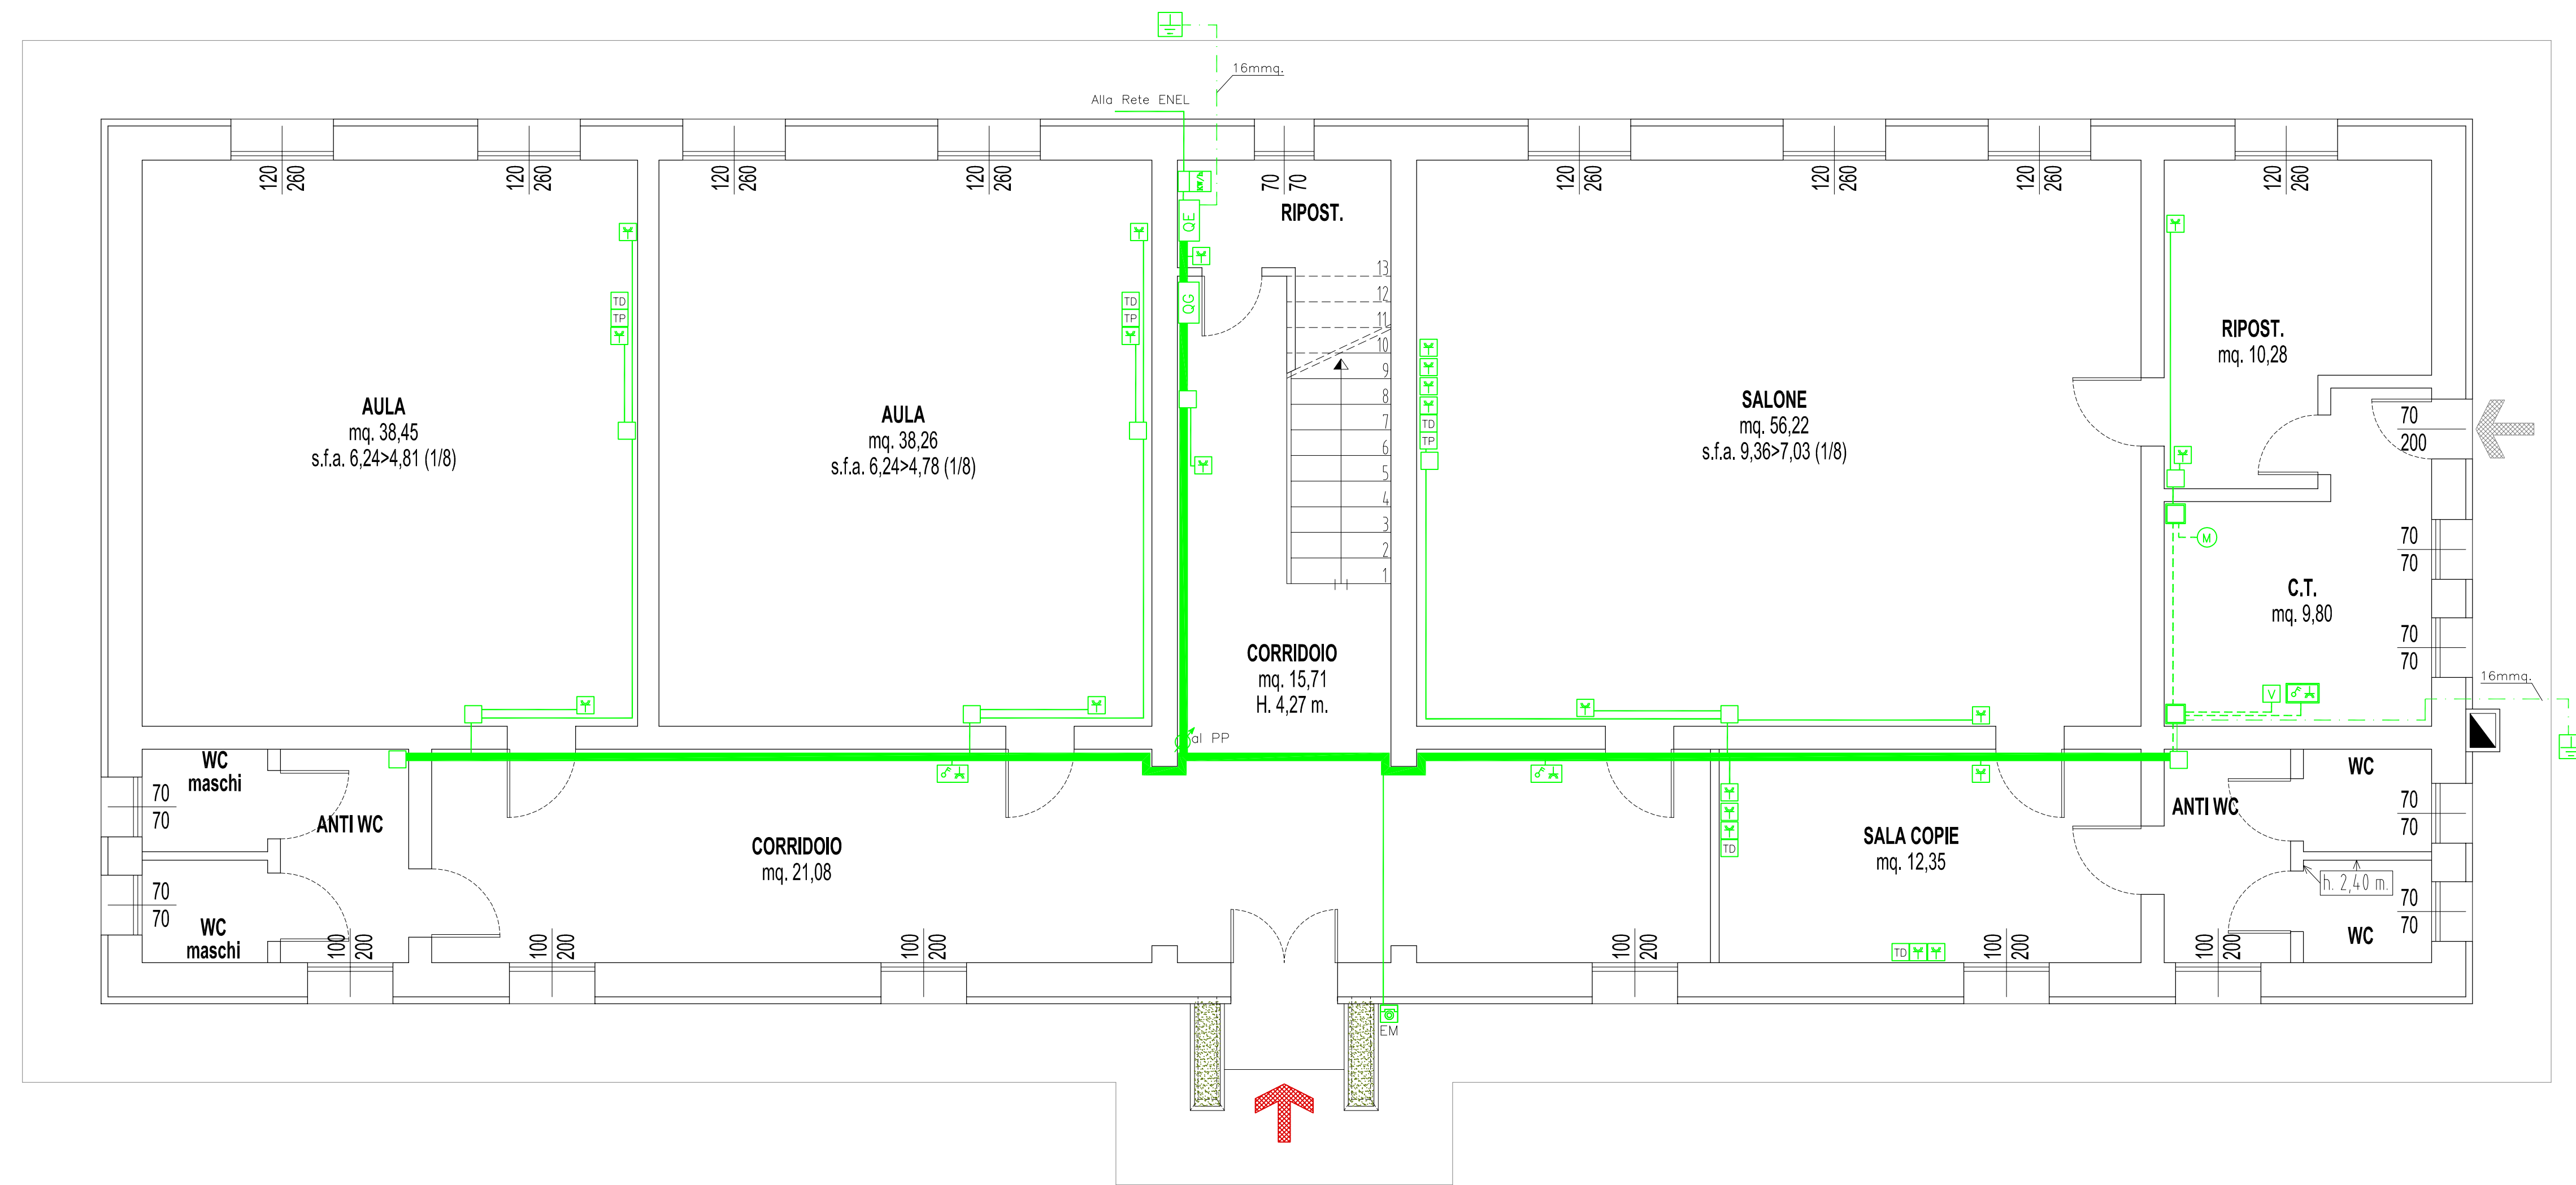 16mmq.
Alla Rete ENEL
120
260
120
260
120
260
120
260
70
70
120
260
120
260
120
260
120
260
KW/h
QE
QG
RIPOST.
13
12
11
10
9
8
7
6
5
4
3
2
1
TD
TP
TD
TP
TD
TP
AULA
mq. 38,45
s.f.a. 6,24>4,81 (1/8)
AULA
mq. 38,26
s.f.a. 6,24>4,78 (1/8)
SALONE
mq. 56,22
s.f.a. 9,36>7,03 (1/8)
RIPOST.
mq. 10,28
70
200
M
70
70
C.T.
mq. 9,80
70
70
V
16mmq.
CORRIDOIO
mq. 15,71
H. 4,27 m.
al PP
WC
maschi
70
70
ANTI WC
70
70
WC
maschi
CORRIDOIO
mq. 21,08
TD
SALA COPIE
mq. 12,35
TD
ANTI WC
WC
70
70
h. 2,40 m.
70
70
WC
100
200
100
200
100
200
100
200
100
200
100
200
EM